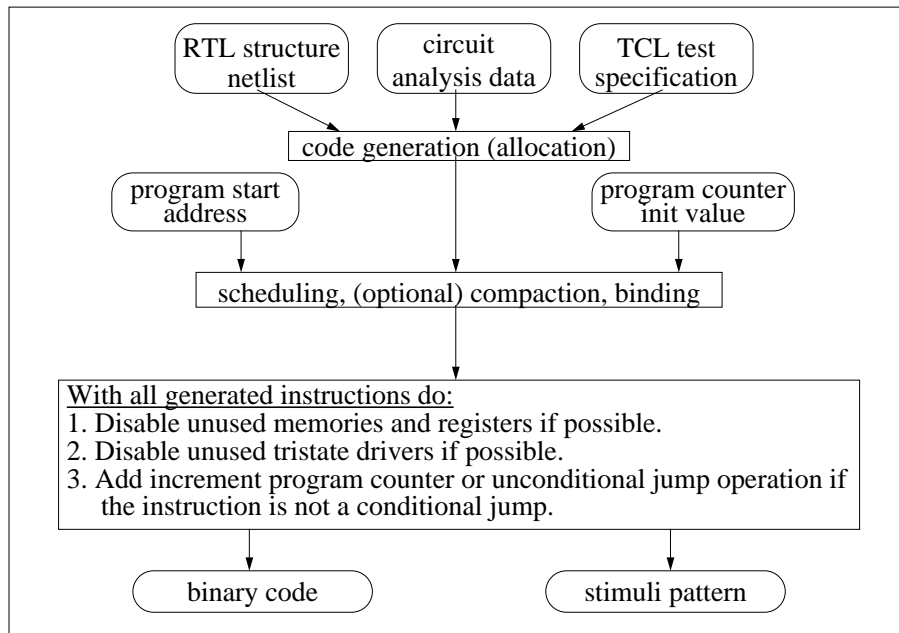 RTL structure
netlist
circuit
analysis data
TCL test
specification
code generation (allocation)
program start
address
program counter
init value
scheduling, (optional) compaction, binding
With all generated instructions do:
1. Disable unused memories and registers if possible.
2. Disable unused tristate drivers if possible.
3. Add increment program counter or unconditional jump operation if
the instruction is not a conditional jump.
binary code
stimuli pattern